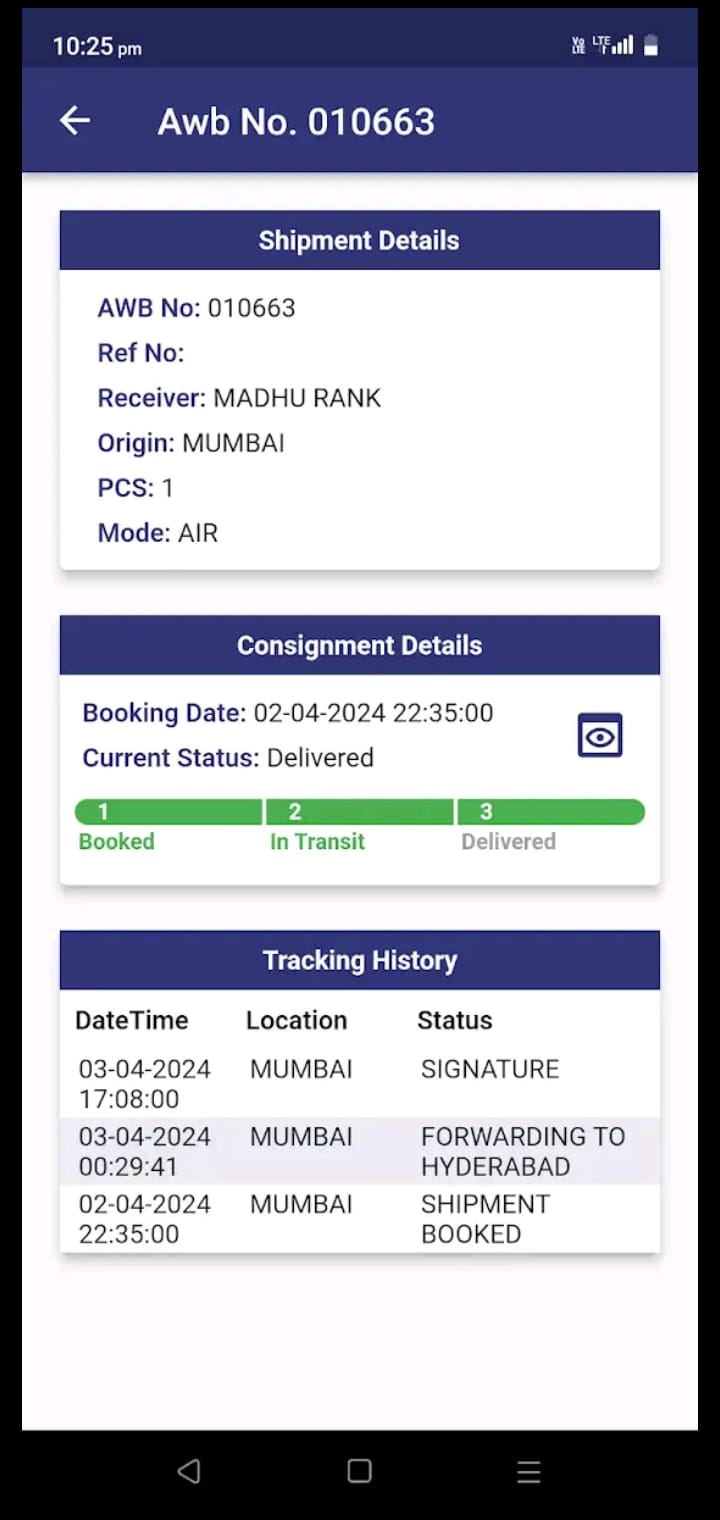 10:25 pm
Awb No. 010663
Shipment Details
AWB No: 010663
Ref No:
Receiver: MADHU RANK
Origin: MUMBAI
PCS: 1
Mode: AIR
Consignment Details
Booking Date: 02-04-2024 22:35:00
Current Status: Delivered
1 2 3
Booked In Transit Delivered
Tracking History
DateTime Location Status
03-04-2024 MUMBAI SIGNATURE
17:08:00
03-04-2024 MUMBAI FORWARDING TO
00:29:41 HYDERABAD
02-04-2024 MUMBAI SHIPMENT
22:35:00 BOOKED